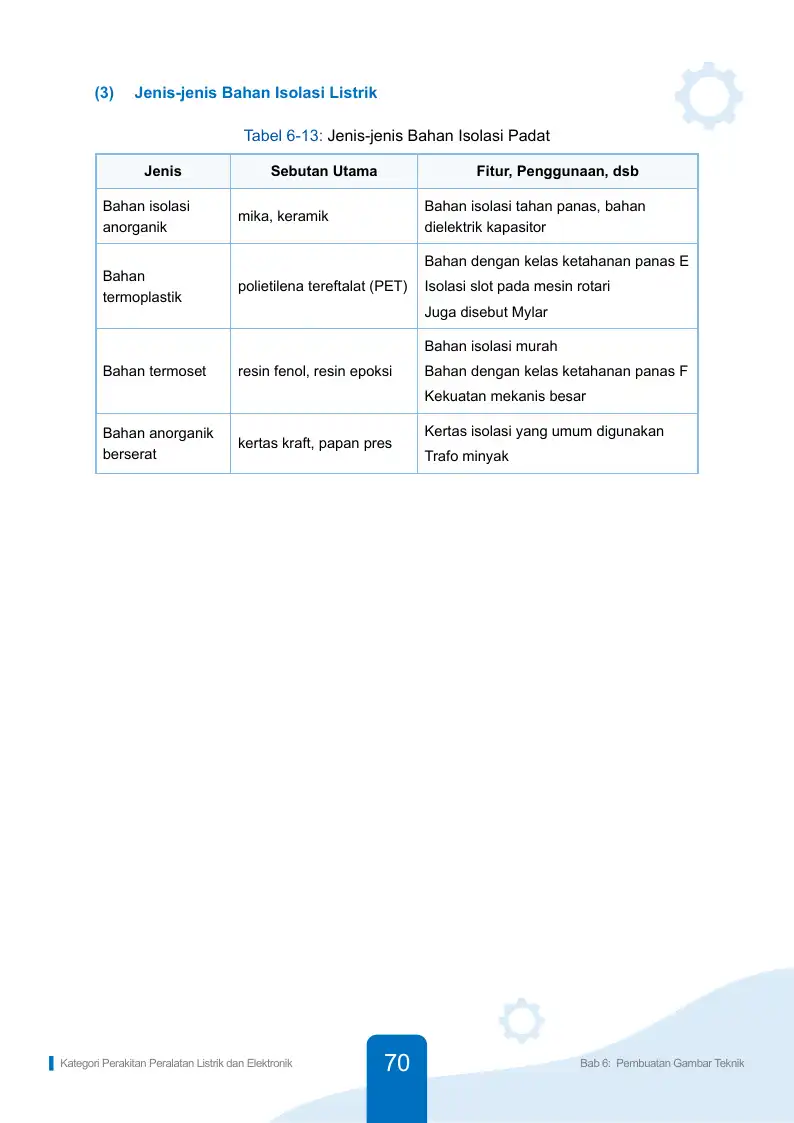 (3) Jenis-jenis Bahan Isolasi Listrik
Tabel 6-13: Jenis-jenis Bahan Isolasi Padat
Jenis Sebutan Utama Fitur, Penggunaan, dsb
Bahan isolasi
anorganik
mika, keramik
Bahan isolasi tahan panas, bahan
dielektrik kapasitor
Bahan
termoplastik
polietilena tereftalat (PET)
Bahan dengan kelas ketahanan panas E
Isolasi slot pada mesin rotari
Juga disebut Mylar
Bahan termoset
resin fenol, resin epoksi
Bahan isolasi murah
Bahan dengan kelas ketahanan panas F
Kekuatan mekanis besar
Bahan anorganik
berserat
kertas kraft, papan pres
Kertas isolasi yang umum digunakan
Trafo minyak
Kategori Perakitan Peralatan Listrik dan Elektronik
70
Bab 6: Pembuatan Gambar Teknik